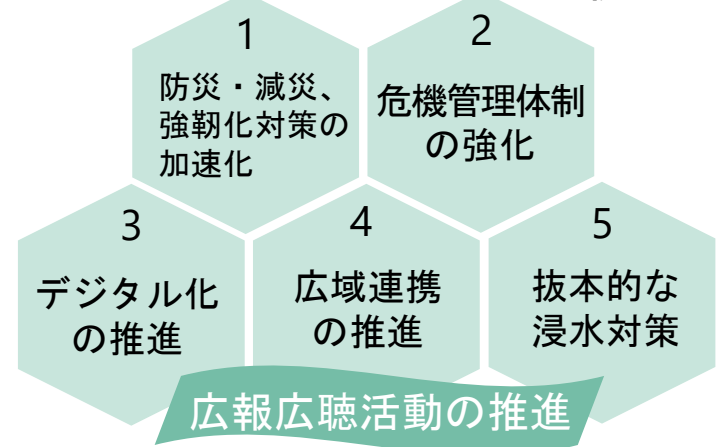 1
防災・減災、
強靭化対策の
加速化
2
危機管理体制
の強化
3
デジタル化
の推進
4
広域連携
の推進
5
抜本的な
浸水対策
広報広聴活動の推進